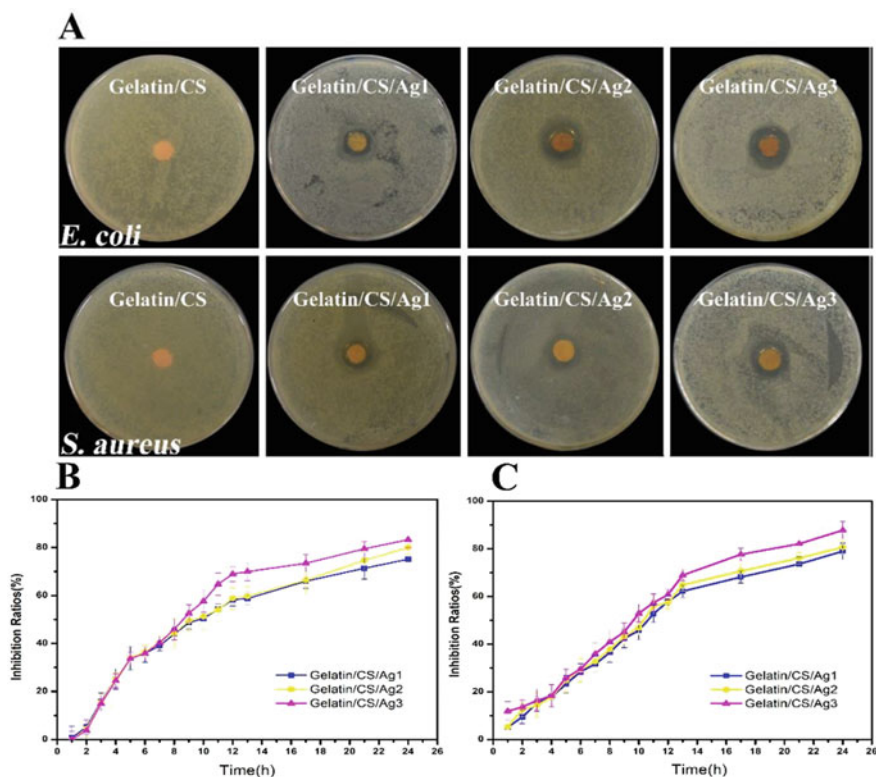 A
Gelatin/CS
Gelatin/CS/Ag1
Gelatin/CS/Ag2
Gelatin/CS/Ag3
E. coli
Gelatin/CS
Gelatin/CS/Ag1
Gelatin/CS/Ag2
Gelatin/CS/Ag3
S. aureus
B
100
80
60
40
20
0
Inhibition Ratios(%)
Gelatin/CS/Ag1
Gelatin/CS/Ag2
Gelatin/CS/Ag3
0 2 4 6 8 10 12 14 16 18 20 22 24 26
Time(h)
C
100
80
60
40
20
0
Inhibition Ratios(%)
Gelatin/CS/Ag1
Gelatin/CS/Ag2
Gelatin/CS/Ag3
0 2 4 6 8 10 12 14 16 18 20 22 24 26
Time(h)